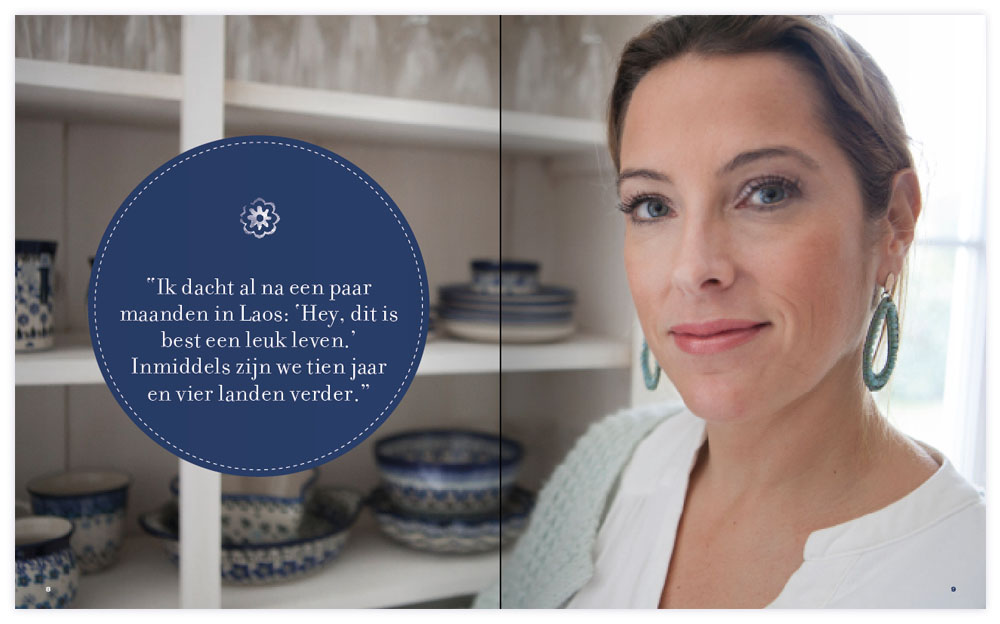 "Ik dacht al na een paar
maanden in Laos: 'Hey, dit is
best een leuk leven.'
Inmiddels zijn we tien jaar
en vier landen verder."